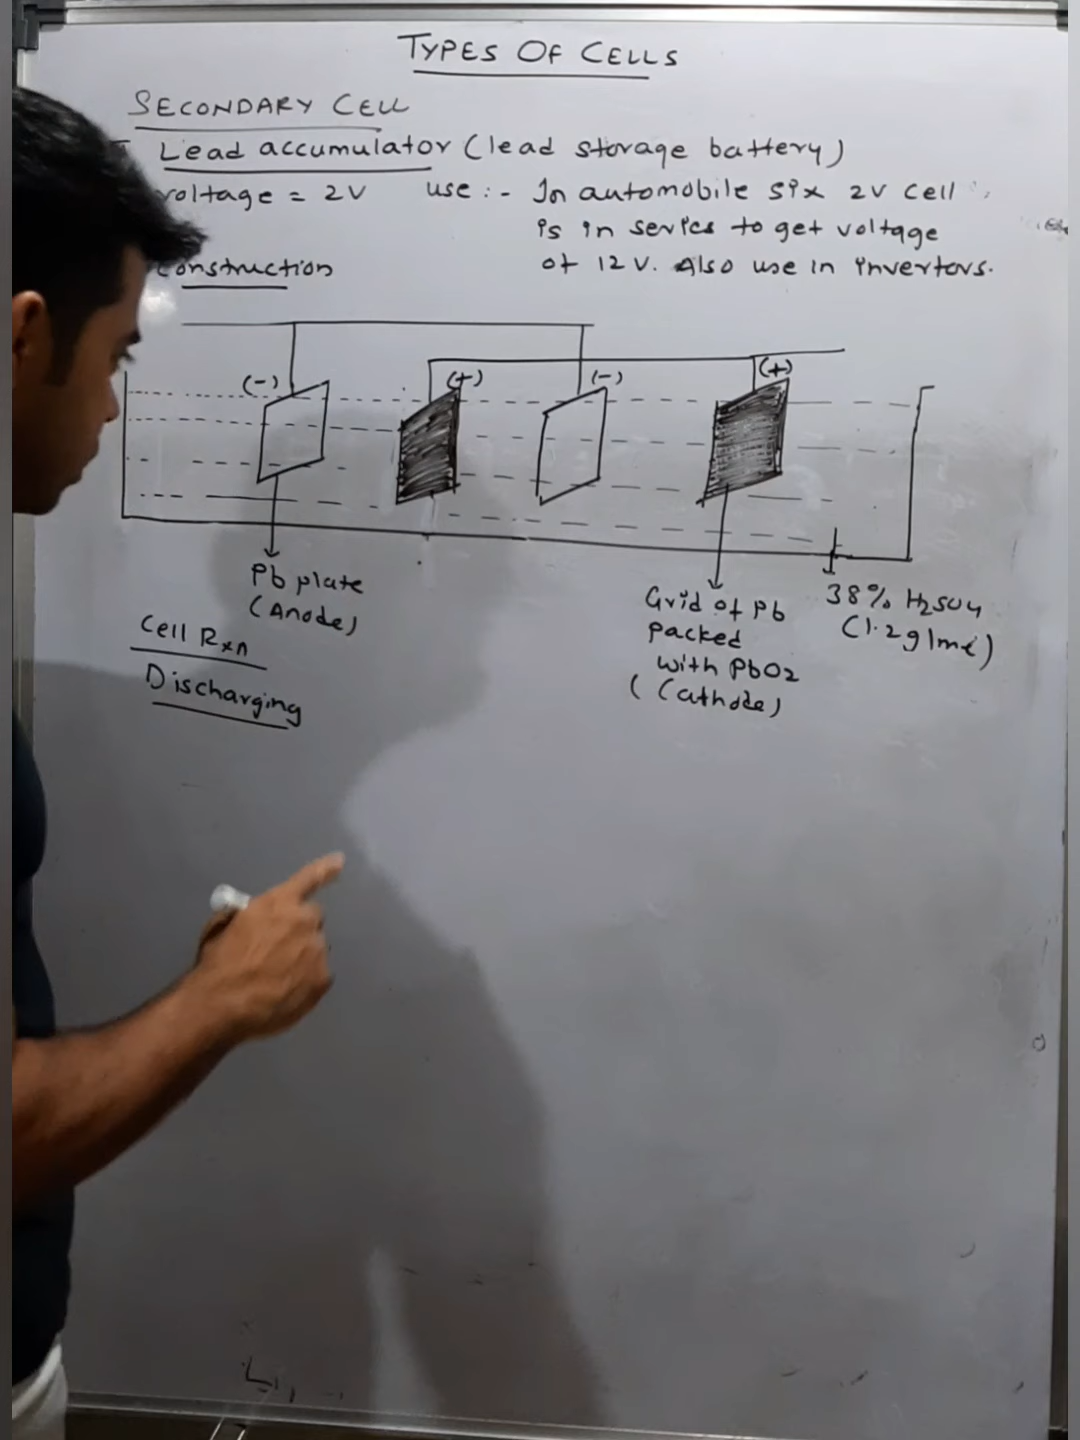 TYPES OF CELLS
SECONDARY CELL
Lead accumulator (lead storage battery)
voltage = 2V use :- In automobile six 2V cell
is in series to get voltage
of 12 V. Also use in invertors.
Construction
(-) (+) (-) (+)
Pb plate
(Anode)
Grid of Pb
packed
with PbO2
(Cathode)
38% H2SO4
(1.2g/ml)
Cell Rxn
Discharging